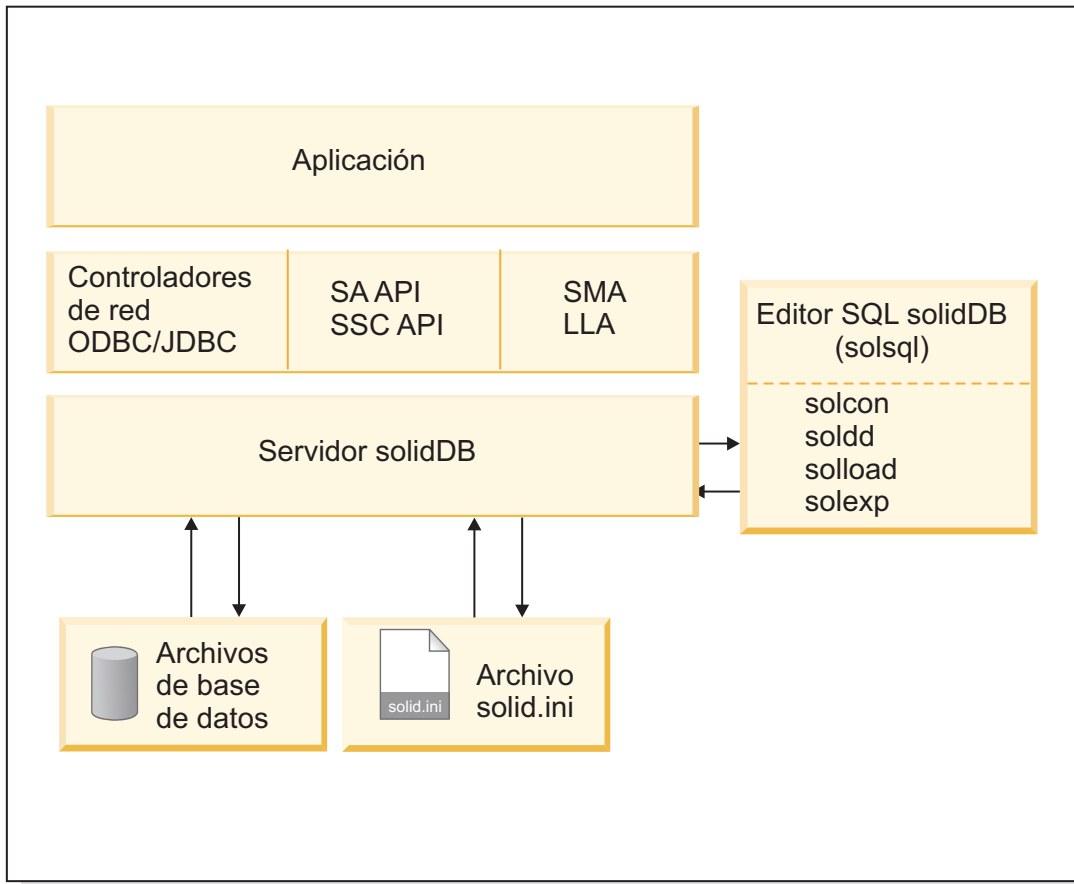 Aplicación
Controladores
de red
ODBC/JDBC
SA API
SSC API
SMA
LLA
Editor SQL solidDB
(solsql)
solcon
soldd
solload
solexp
Servidor solidDB
Archivos
de base
de datos
solid.ini
Archivo
solid.ini